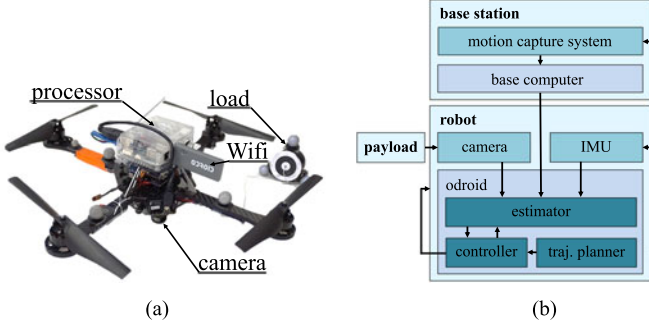 processor
load
Wifi
camera
(a)
base station
motion capture system
base computer
robot
payload
camera
IMU
odroid
estimator
controller
traj. planner
(b)